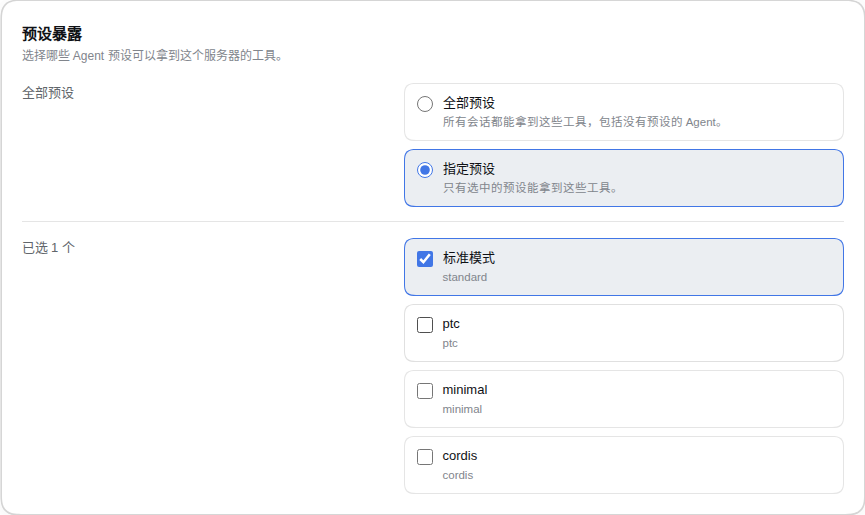 预设暴露
选择哪些 Agent 预设可以拿到这个服务器的工具。
全部预设
全部预设
所有会话都能拿到这些工具，包括没有预设的 Agent。
指定预设
只有选中的预设能拿到这些工具。
已选 1 个
标准模式
standard
ptc
ptc
minimal
minimal
cordis
cordis